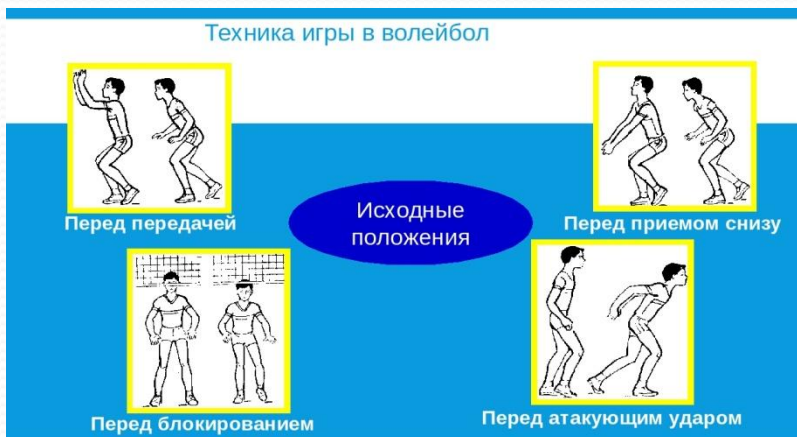 Техника игры в волейбол
Перед передачей
Исходные
положения
Перед приемом снизу
Перед блокированием
Перед атакующим ударом